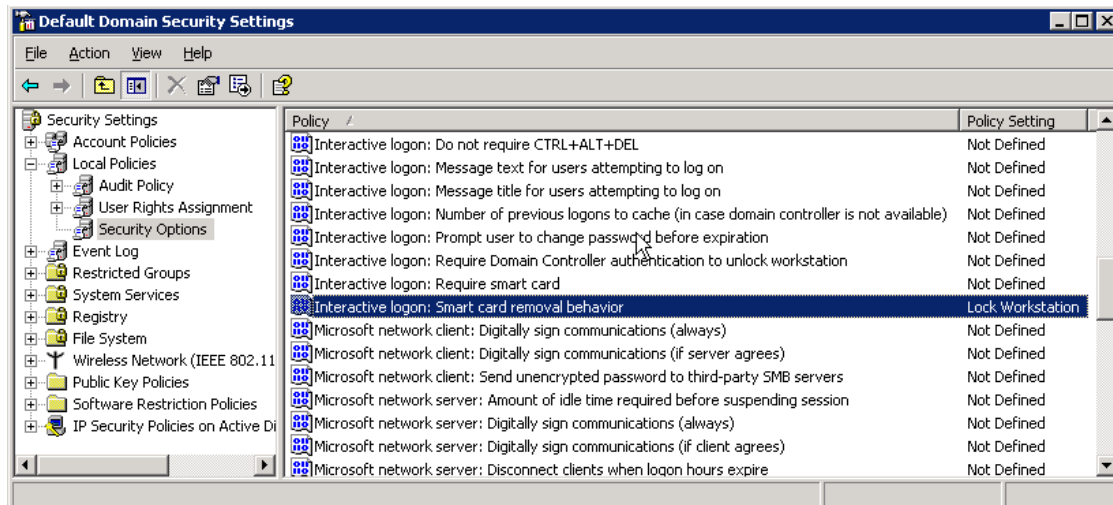 Default Domain Security Settings
File Action View Help
Security Settings
Account Policies
Local Policies
Audit Policy
User Rights Assignment
Security Options
Event Log
Restricted Groups
System Services
Registry
File System
Wireless Network (IEEE 802.11
Public Key Policies
Software Restriction Policies
IP Security Policies on Active Di
Policy Policy Setting
Interactive logon: Do not require CTRL+ALT+DEL Not Defined
Interactive logon: Message text for users attempting to log on Not Defined
Interactive logon: Message title for users attempting to log on Not Defined
Interactive logon: Number of previous logons to cache (in case domain controller is not available) Not Defined
Interactive logon: Prompt user to change password before expiration Not Defined
Interactive logon: Require Domain Controller authentication to unlock workstation Not Defined
Interactive logon: Require smart card Not Defined
Interactive logon: Smart card removal behavior Lock Workstation
Microsoft network client: Digitally sign communications (always) Not Defined
Microsoft network client: Digitally sign communications (if server agrees) Not Defined
Microsoft network client: Send unencrypted password to third-party SMB servers Not Defined
Microsoft network server: Amount of idle time required before suspending session Not Defined
Microsoft network server: Digitally sign communications (always) Not Defined
Microsoft network server: Digitally sign communications (if client agrees) Not Defined
Microsoft network server: Disconnect clients when logon hours expire Not Defined